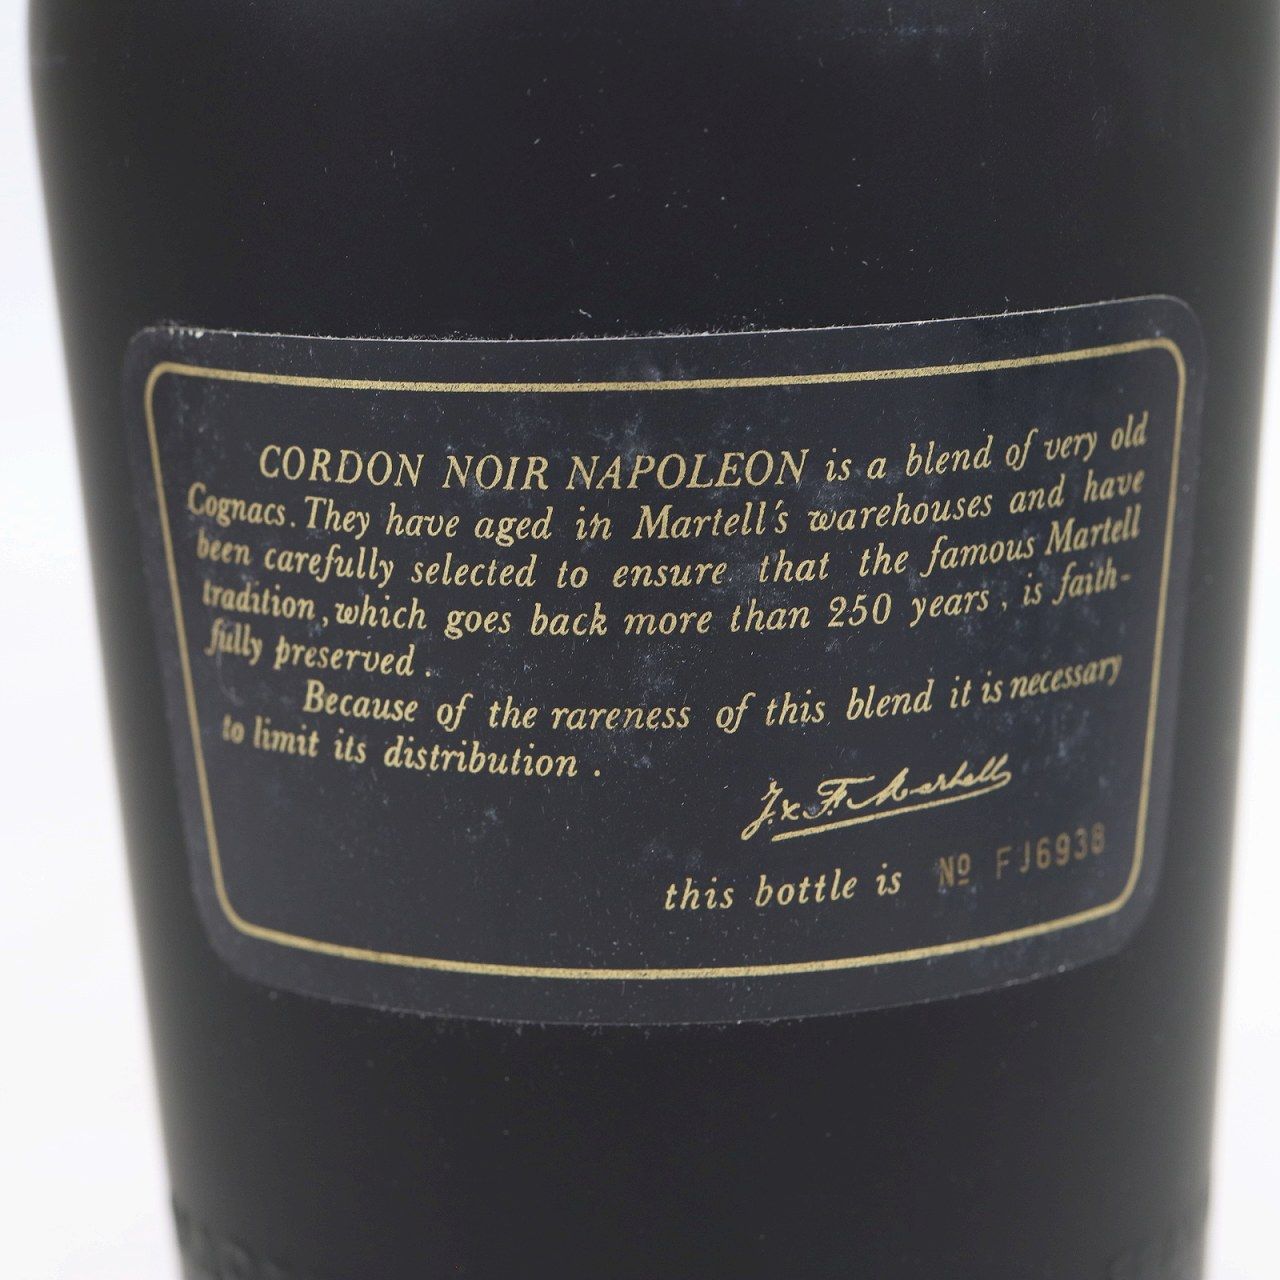 CORDON NOIR NAPOLEON is a blend of very old
Cognacs. They have aged in Martell's warehouses and have
been carefully selected to ensure that the famous Martell
tradition, which goes back more than 250 years, is faith-
fully preserved.
Because of the rareness of this blend it is necessary
to limit its distribution.
J. & F. Martell
this bottle is Nº FJ6938